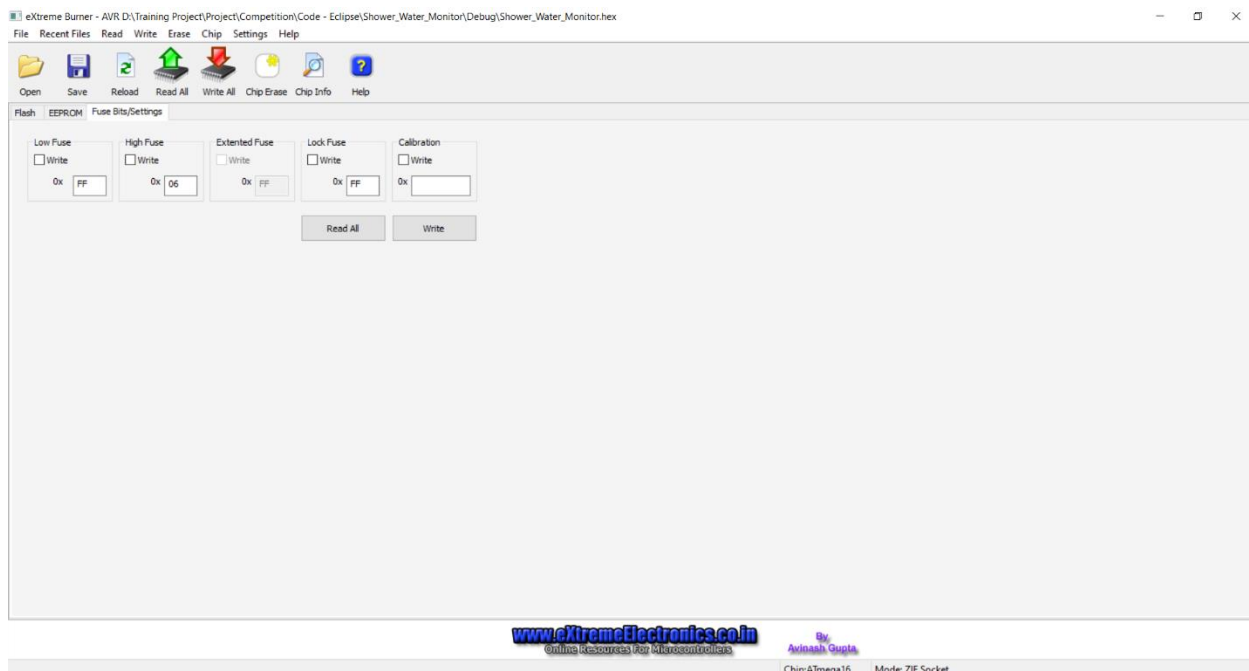 eXtreme Burner - AVR D:\Training Project\Project\Competition\Code - Eclipse\Shower_Water_Monitor\Debug\Shower_Water_Monitor.hex
File Recent Files Read Write Erase Chip Settings Help
Open Save Reload Read All Write All Chip Erase Chip Info Help
Flash EEPROM Fuse Bits/Settings
Low Fuse High Fuse Extented Fuse Lock Fuse Calibration
Write Write Write Write Write
0x FF 0x 06 0x FF 0x FF 0x
Read All Write
www.eXtremeElectronics.co.in By
Online Resources For Microcontrollers Avinash Gupta
Chip:ATmega16 Mode: ZIF Socket